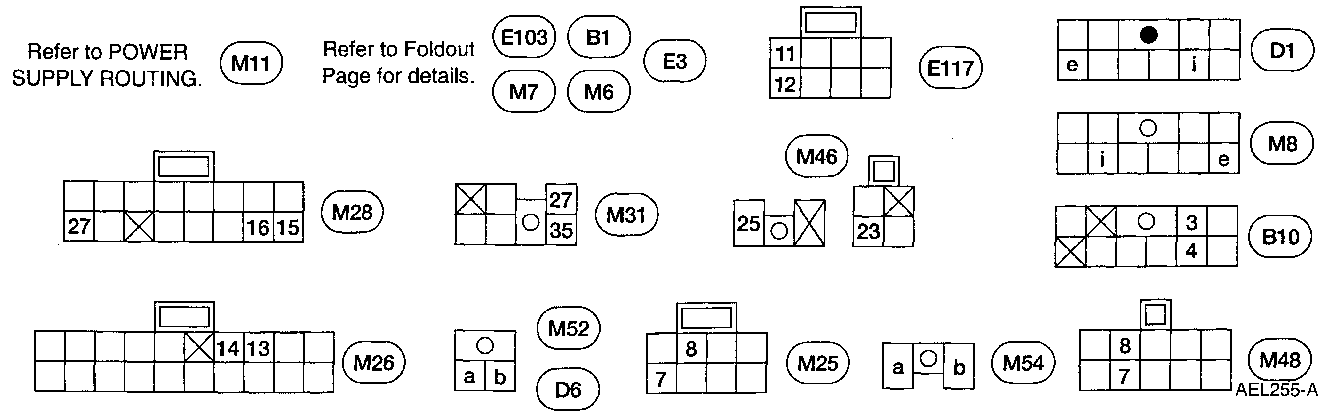 Refer to POWER
SUPPLY ROUTING.
M11
Refer to Foldout
Page for details.
E103 B1
M7 M6
E3
11
12
E117
e i
D1
i e
M8
27 16 15
M28
27
35
M31
M46
25
23
3
4
B10
14 13
M26
a b
M52
D6
8
7
M25
a b
M54
8
7
M48
AEL255-A